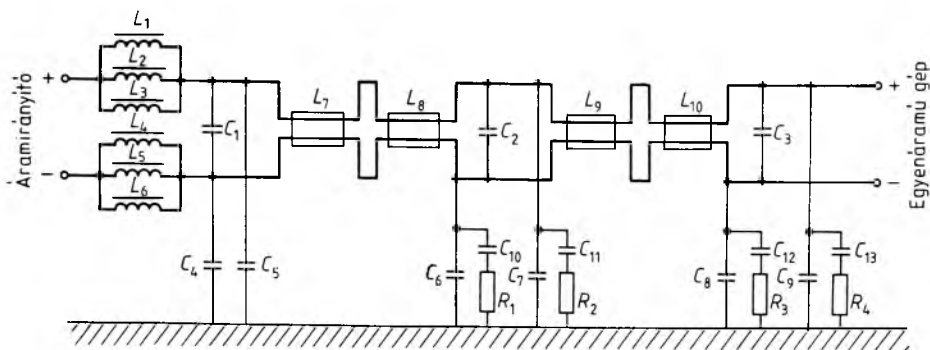 Áramirányító
+
−
L₁
L₂
L₃
L₄
L₅
L₆
C₁
C₄
C₅
L₇
L₈
C₂
C₆
C₁₀
R₁
C₇
C₁₁
R₂
L₉
L₁₀
C₃
C₈
C₁₂
R₃
C₉
C₁₃
R₄
+
−
Egyenáramú gép